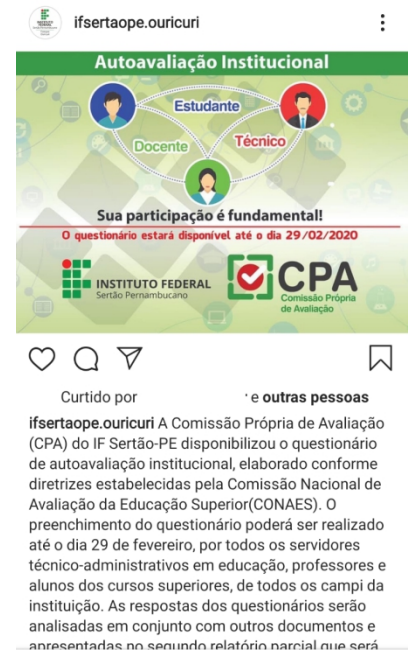 ifsertaope.ouricuri
Autoavaliação Institucional
Estudante
Docente
Técnico
Sua participação é fundamental!
O questionário estará disponível até o dia 29/02/2020
INSTITUTO FEDERAL
Sertão Pernambucano
CPA
Comissão Própria
de Avaliação
Curtido por e outras pessoas
ifsertaope.ouricuri A Comissão Própria de Avaliação
(CPA) do IF Sertão-PE disponibilizou o questionário
de autoavaliação institucional, elaborado conforme
diretrizes estabelecidas pela Comissão Nacional de
Avaliação da Educação Superior(CONAES). O
preenchimento do questionário poderá ser realizado
até o dia 29 de fevereiro, por todos os servidores
técnico-administrativos em educação, professores e
alunos dos cursos superiores, de todos os campi da
instituição. As respostas dos questionários serão
analisadas em conjunto com outros documentos e
apresentadas no segundo relatório parcial que será